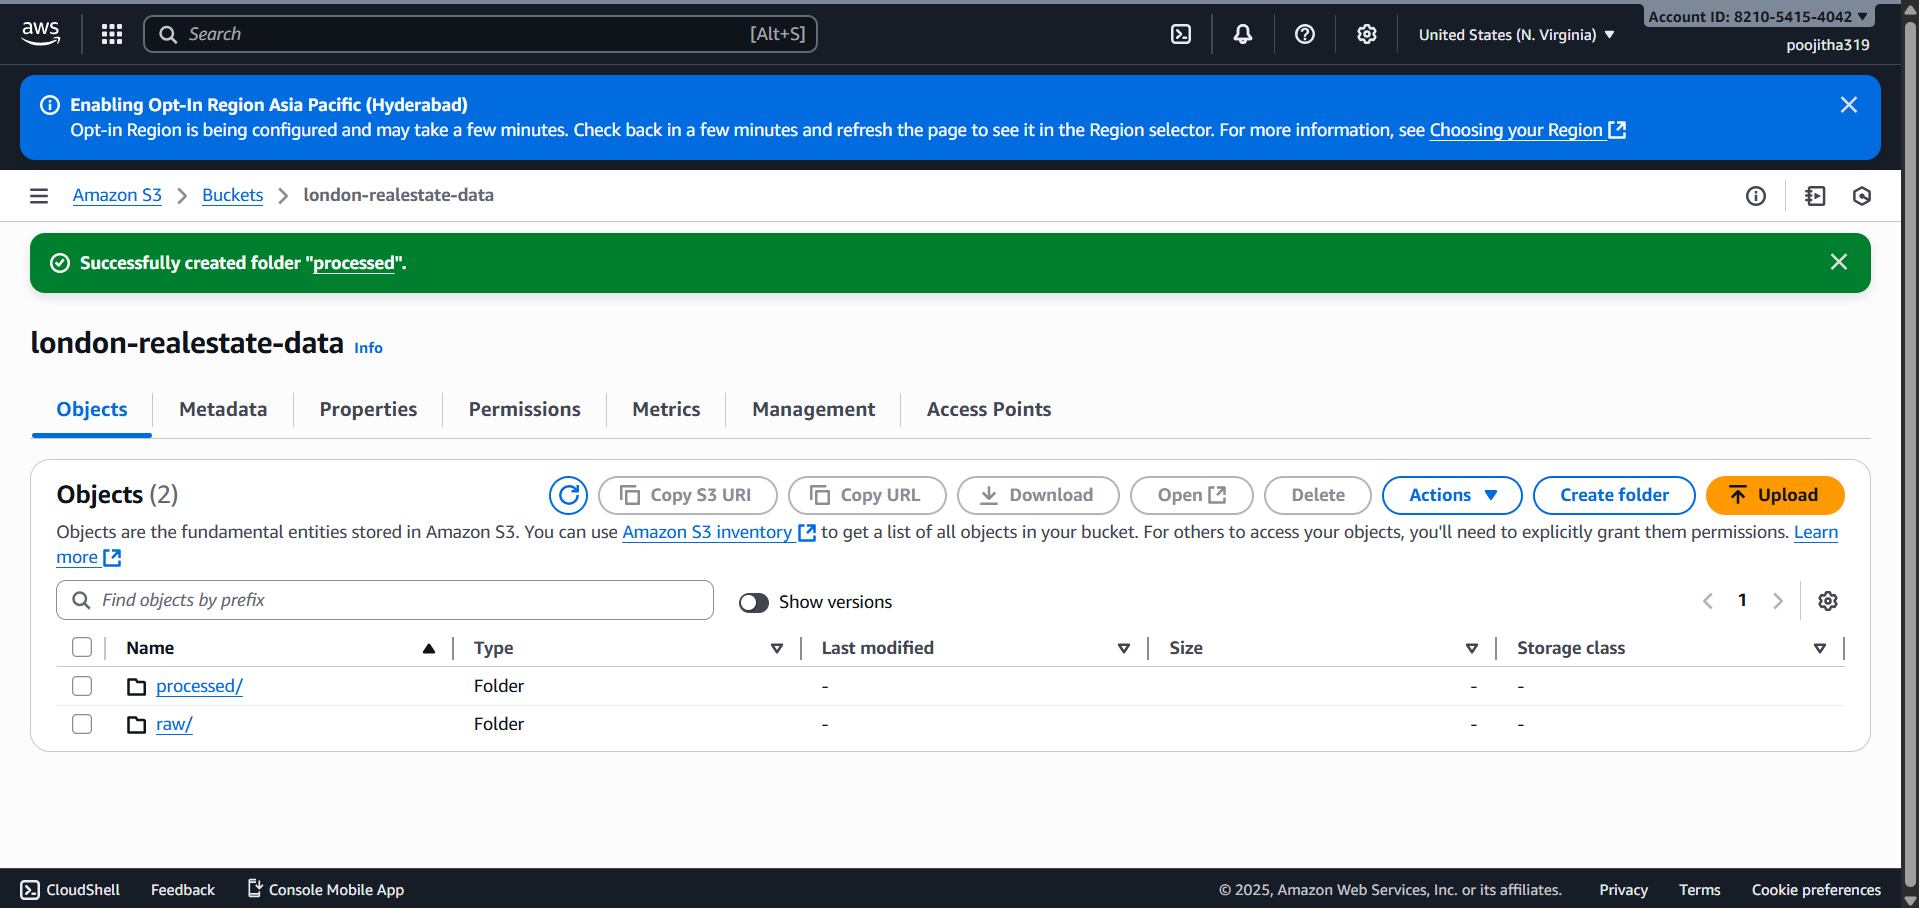 aws
Search [Alt+S]
United States (N. Virginia)
Account ID: 8210-5415-4042
poojitha319
Enabling Opt-In Region Asia Pacific (Hyderabad)
Opt-in Region is being configured and may take a few minutes. Check back in a few minutes and refresh the page to see it in the Region selector. For more information, see Choosing your Region
Amazon S3 Buckets london-realestate-data
Successfully created folder "processed".
london-realestate-data Info
Objects Metadata Properties Permissions Metrics Management Access Points
Objects (2) Copy S3 URI Copy URL Download Open Delete Actions Create folder Upload
Objects are the fundamental entities stored in Amazon S3. You can use Amazon S3 inventory to get a list of all objects in your bucket. For others to access your objects, you'll need to explicitly grant them permissions. Learn
more
Find objects by prefix Show versions 1
Name Type Last modified Size Storage class
processed/ Folder - - -
raw/ Folder - - -
CloudShell Feedback Console Mobile App © 2025, Amazon Web Services, Inc. or its affiliates. Privacy Terms Cookie preferences